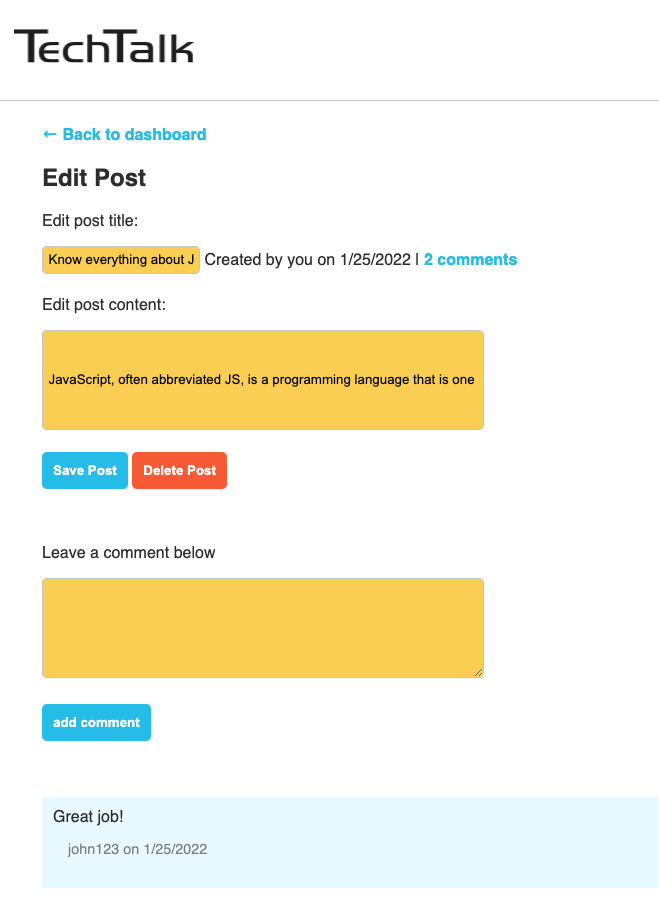 TechTalk
← Back to dashboard
Edit Post
Edit post title:
Know everything about J Created by you on 1/25/2022 | 2 comments
Edit post content:
JavaScript, often abbreviated JS, is a programming language that is one
Save Post Delete Post
Leave a comment below
add comment
Great job!
john123 on 1/25/2022